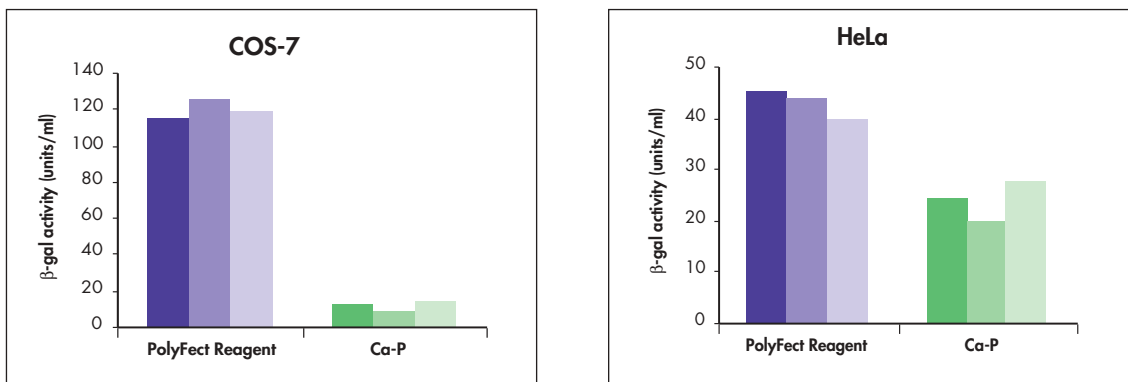 COS-7
β-gal activity (units/ml)
140
120
100
80
60
40
20
0
PolyFect Reagent
Ca-P
HeLa
β-gal activity (units/ml)
50
40
30
20
10
0
PolyFect Reagent
Ca-P